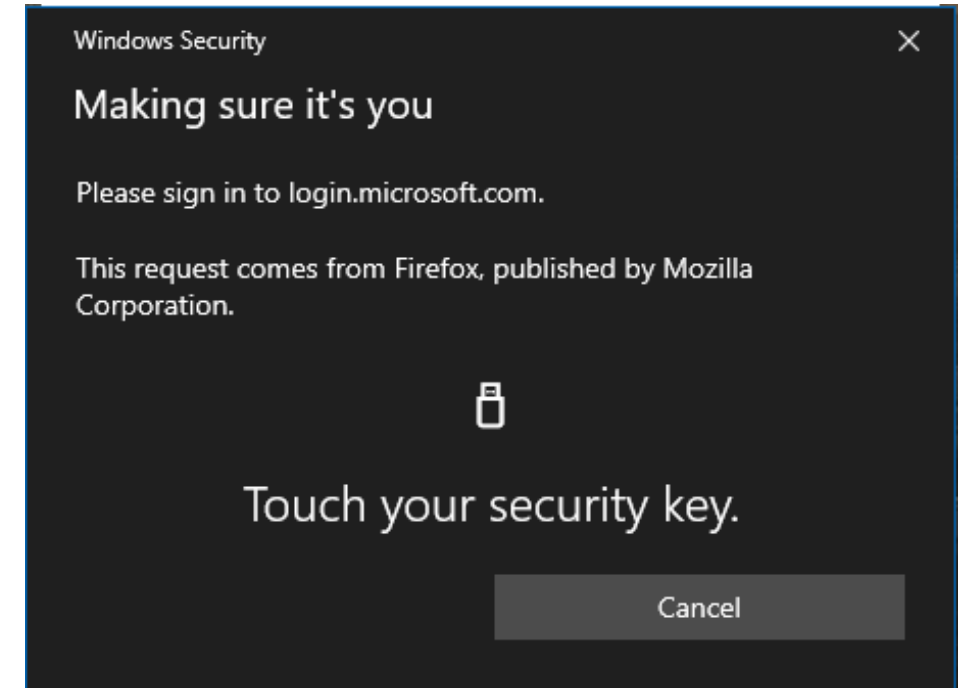 Windows Security
Making sure it's you
Please sign in to login.microsoft.com.
This request comes from Firefox, published by Mozilla
Corporation.
Touch your security key.
Cancel